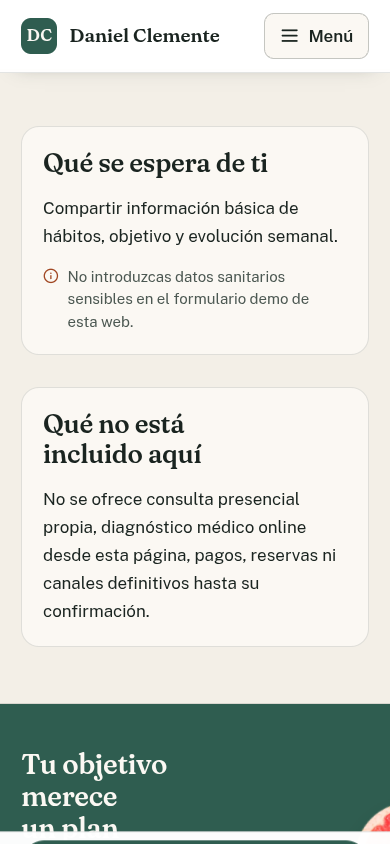 DC Daniel Clemente Menú
Qué se espera de ti
Compartir información básica de
hábitos, objetivo y evolución semanal.
No introduzcas datos sanitarios
sensibles en el formulario demo de
esta web.
Qué no está
incluido aquí
No se ofrece consulta presencial
propia, diagnóstico médico online
desde esta página, pagos, reservas ni
canales definitivos hasta su
confirmación.
Tu objetivo
merece
un plan